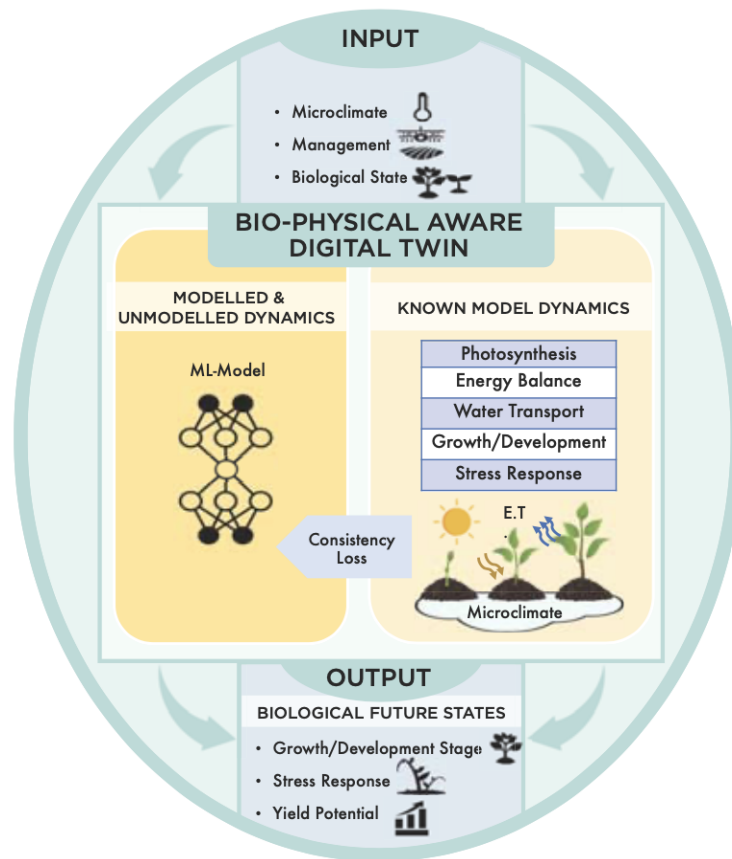 INPUT
• Microclimate
• Management
• Biological State
BIO-PHYSICAL AWARE
DIGITAL TWIN
MODELLED &
UNMODELLED DYNAMICS
ML-Model
KNOWN MODEL DYNAMICS
Photosynthesis
Energy Balance
Water Transport
Growth/Development
Stress Response
E.T
.
Consistency
Loss
Microclimate
OUTPUT
BIOLOGICAL FUTURE STATES
• Growth/Development Stage
• Stress Response
• Yield Potential